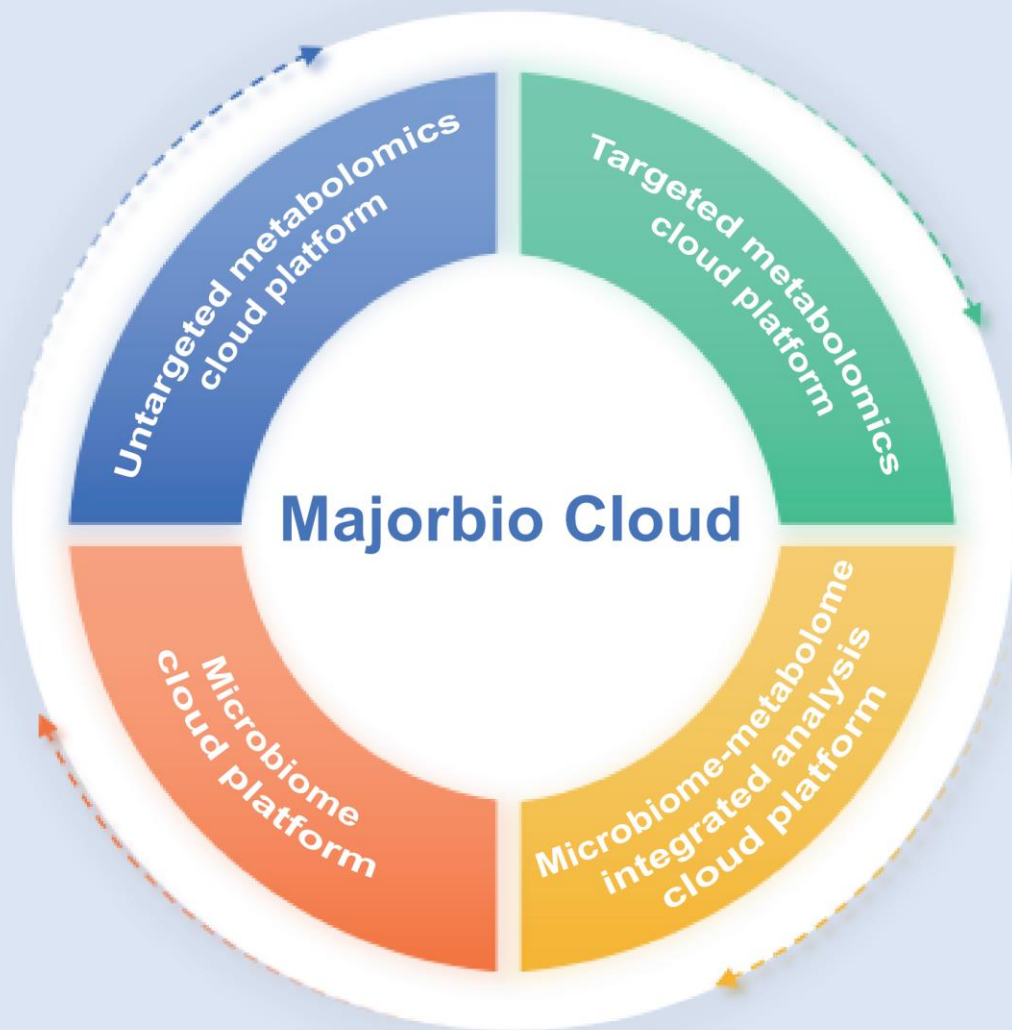 Untargeted metabolomics
cloud platform
Targeted metabolomics
cloud platform
Majorbio Cloud
Microbiome
cloud platform
Microbiome-metabolome
integrated analysis
cloud platform